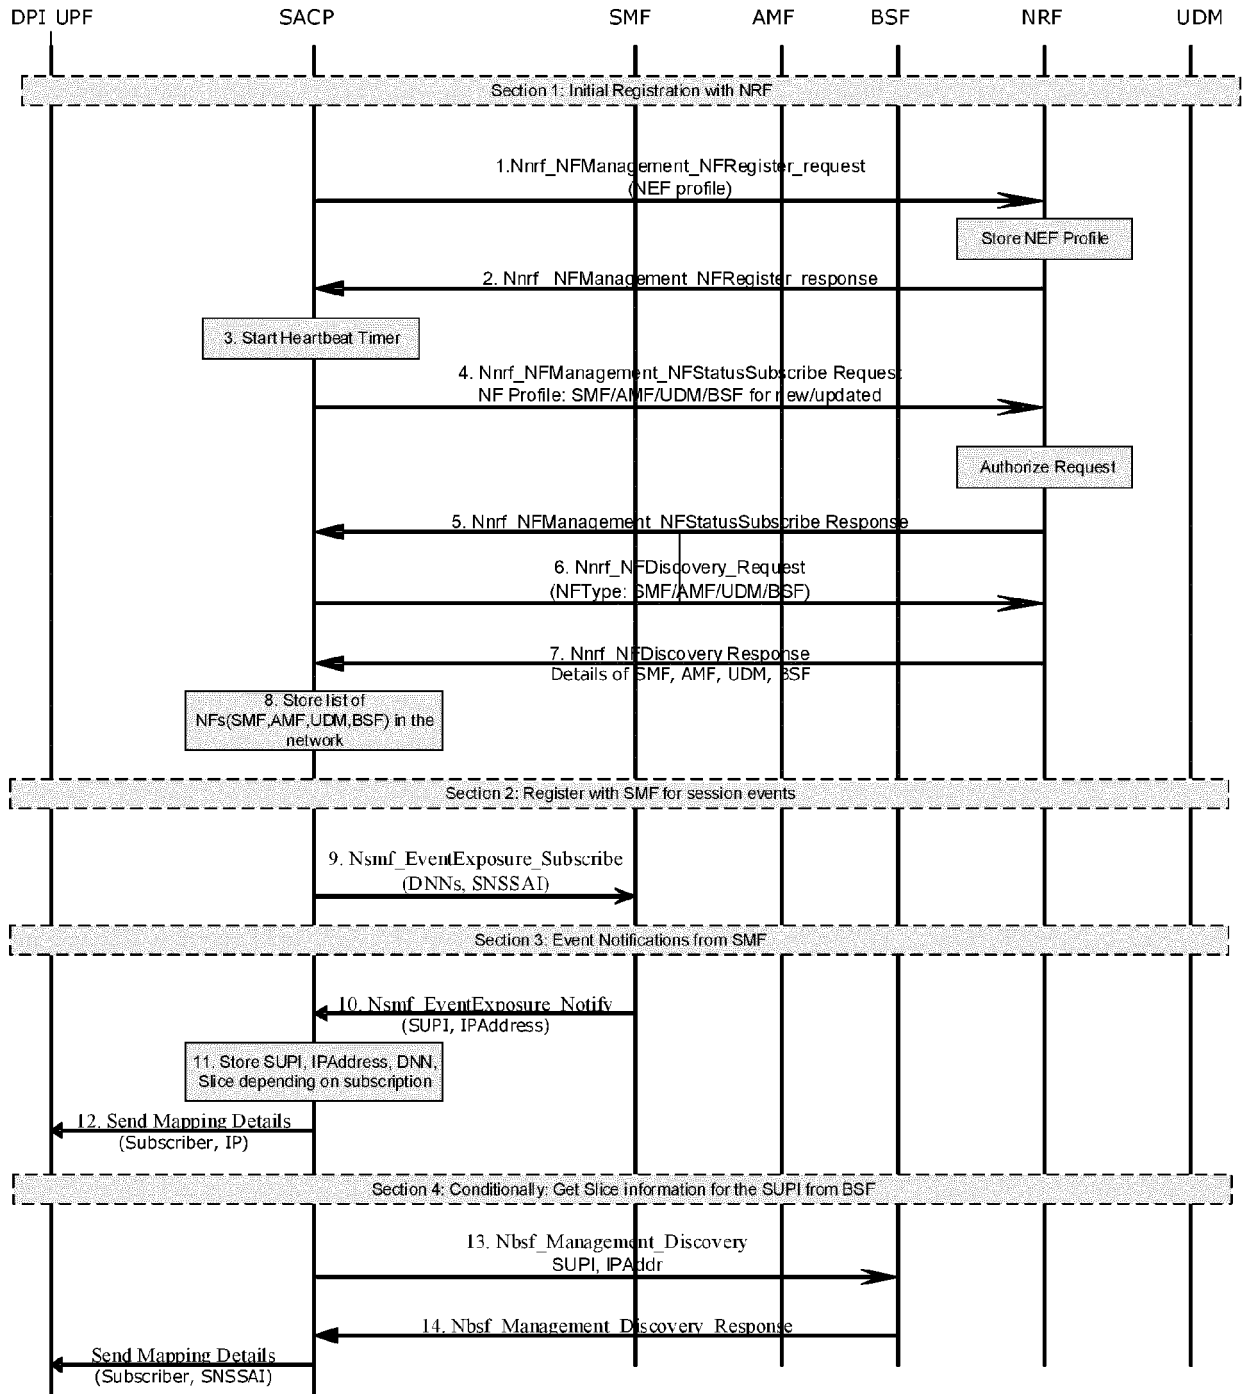 DPI UPF SACP SMF AMF BSF NRF UDM
Section 1: Initial Registration with NRF
1.Nnrf_NFManagement_NFRegister_request
(NEF profile)
Store NEF Profile
2. Nnrf_NFManagement_NFRegister_response
3. Start Heartbeat Timer
4. Nnrf_NFManagement_NFStatusSubscribe Request
NF Profile: SMF/AMF/UDM/BSF for new/updated
Authorize Request
5. Nnrf_NFManagement_NFStatusSubscribe Response
6. Nnrf_NFDiscovery_Request
(NFType: SMF/AMF/UDM/BSF)
7. Nnrf_NFDiscovery Response
Details of SMF, AMF, UDM, BSF
8. Store list of
NFs(SMF,AMF,UDM,BSF) in the
network
Section 2: Register with SMF for session events
9. Nsmf_EventExposure_Subscribe
(DNNs, SNSSAI)
Section 3: Event Notifications from SMF
10. Nsmf_EventExposure_Notify
(SUPI, IPAddress)
11. Store SUPI, IPAddress, DNN,
Slice depending on subscription
12. Send Mapping Details
(Subscriber, IP)
Section 4: Conditionally: Get Slice information for the SUPI from BSF
13. Nbsf_Management_Discovery
SUPI, IPAddr
14. Nbsf_Management_Discovery_Response
Send Mapping Details
(Subscriber, SNSSAI)